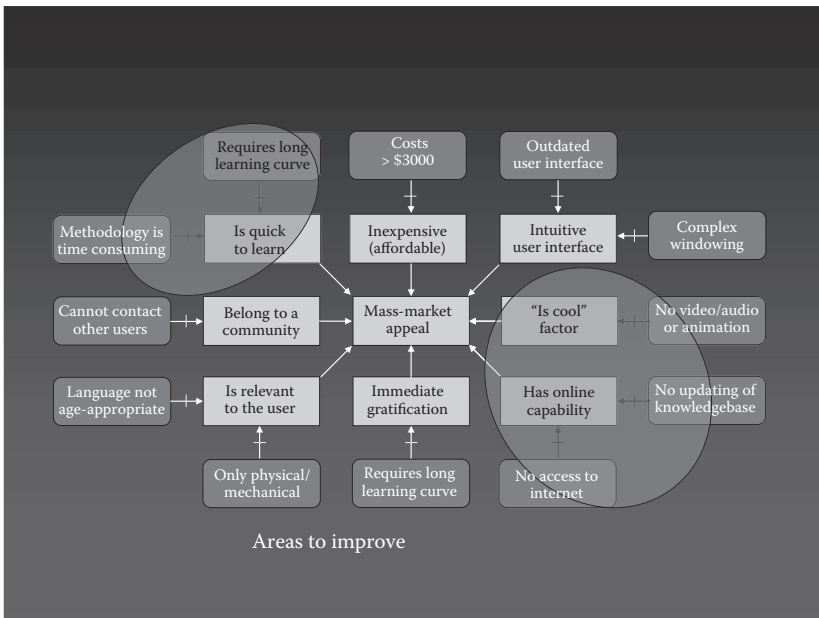 Requires long
learning curve
Costs
> $3000
Outdated
user interface
Methodology is
time consuming
Is quick
to learn
Inexpensive
(affordable)
Intuitive
user interface
Complex
windowing
Cannot contact
other users
Belong to a
community
Mass-market
appeal
“Is cool”
factor
No video/audio
or animation
Language not
age-appropriate
Is relevant
to the user
Immediate
gratification
Has online
capability
No updating of
knowledgebase
Only physical/
mechanical
Requires long
learning curve
No access to
internet
Areas to improve